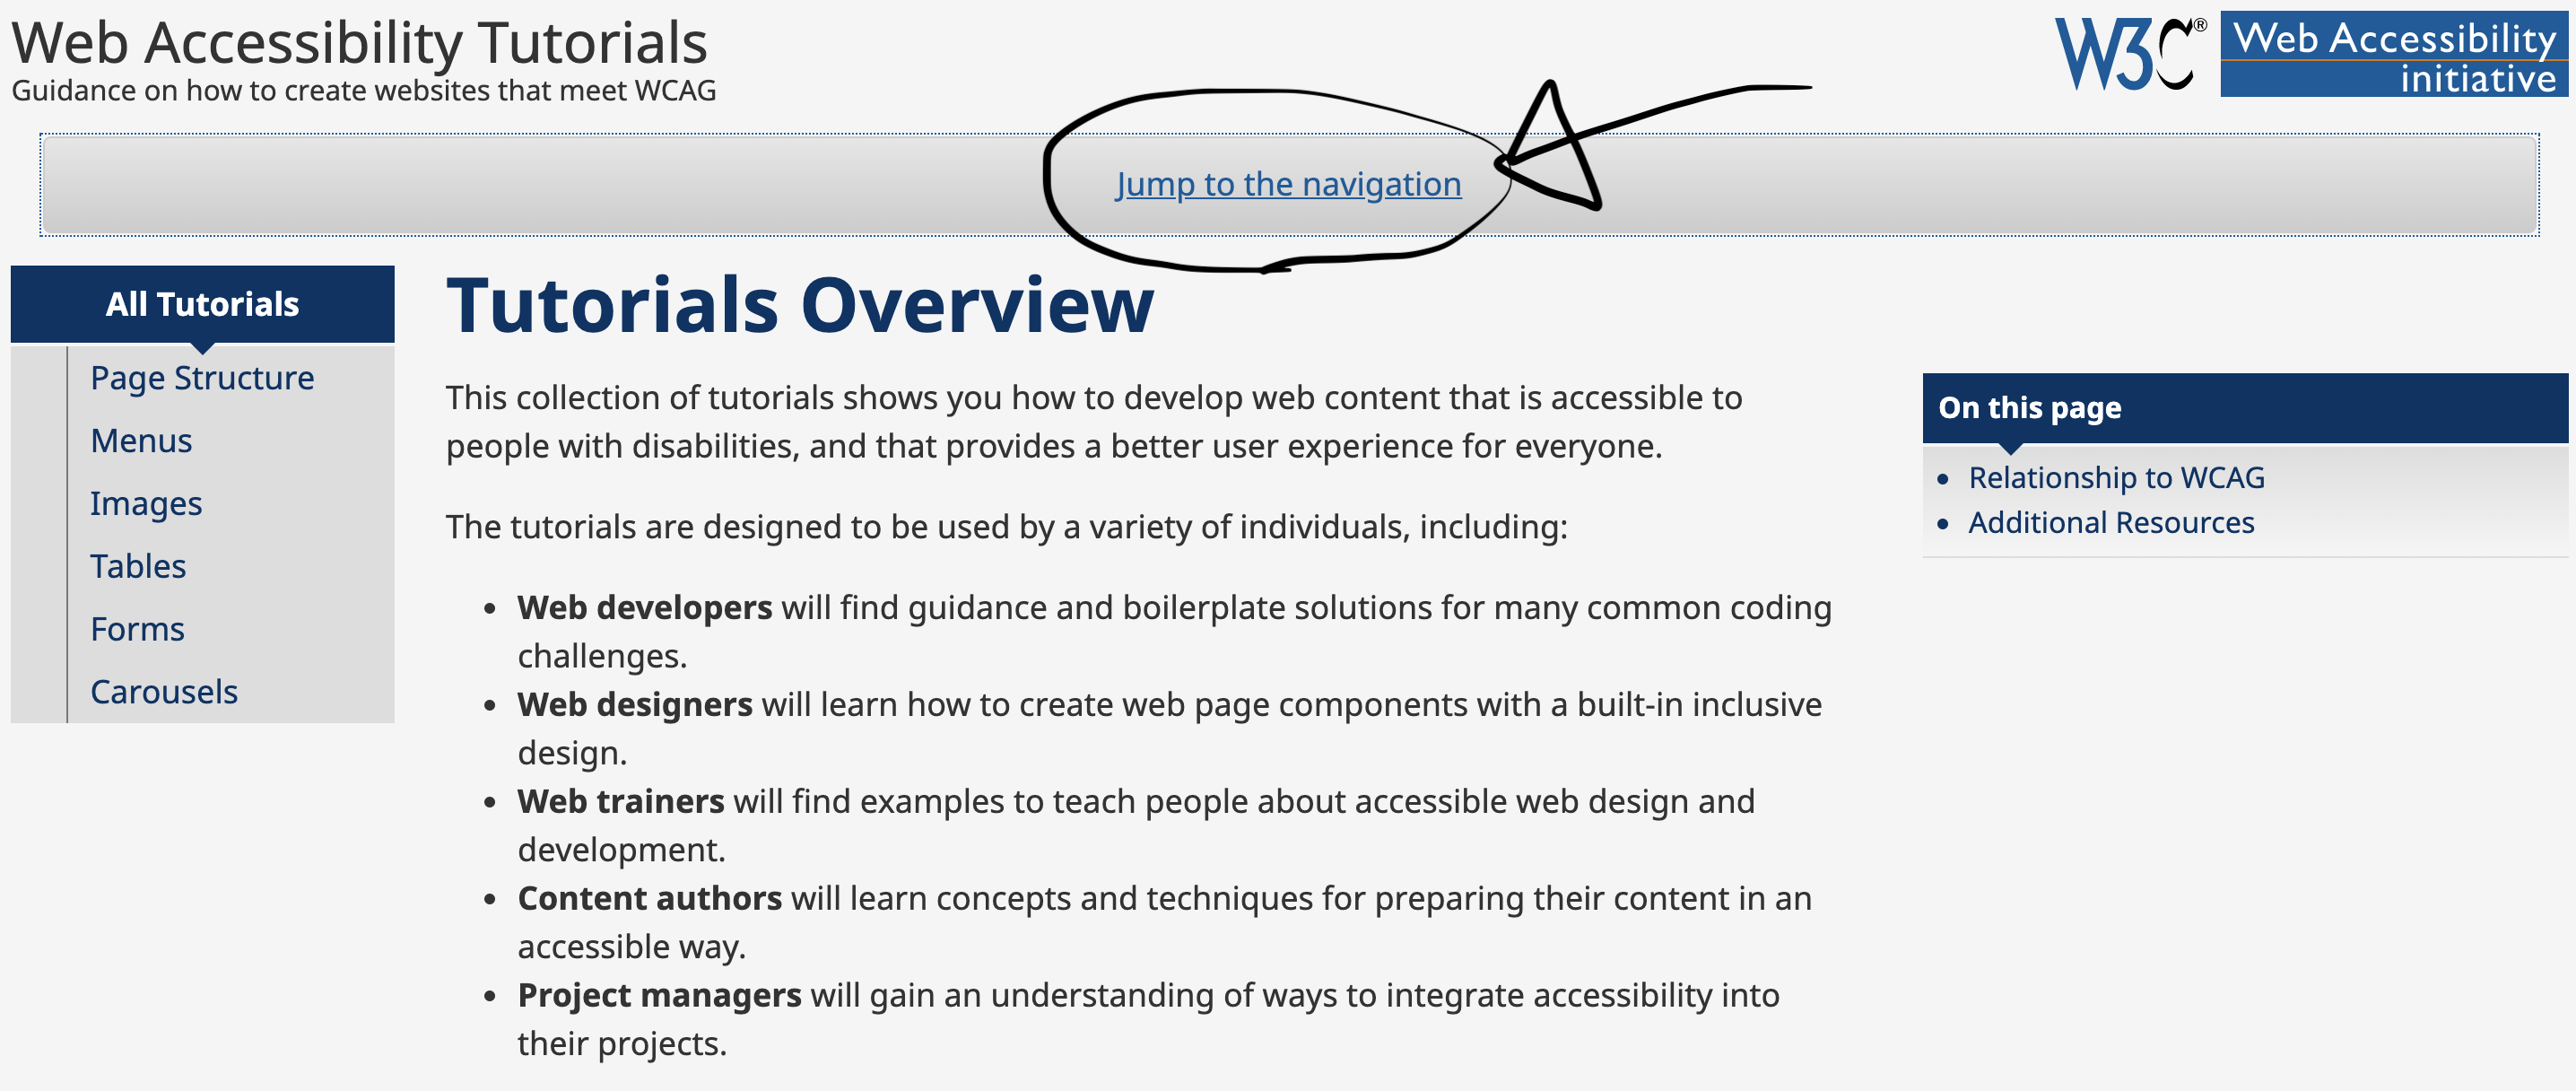 Web Accessibility Tutorials
Guidance on how to create websites that meet WCAG
W3C®
Web Accessibility
initiative
Jump to the navigation
All Tutorials
Page Structure
Menus
Images
Tables
Forms
Carousels
Tutorials Overview
This collection of tutorials shows you how to develop web content that is accessible to
people with disabilities, and that provides a better user experience for everyone.
The tutorials are designed to be used by a variety of individuals, including:
• Web developers will find guidance and boilerplate solutions for many common coding
challenges.
• Web designers will learn how to create web page components with a built-in inclusive
design.
• Web trainers will find examples to teach people about accessible web design and
development.
• Content authors will learn concepts and techniques for preparing their content in an
accessible way.
• Project managers will gain an understanding of ways to integrate accessibility into
their projects.
On this page
• Relationship to WCAG
• Additional Resources